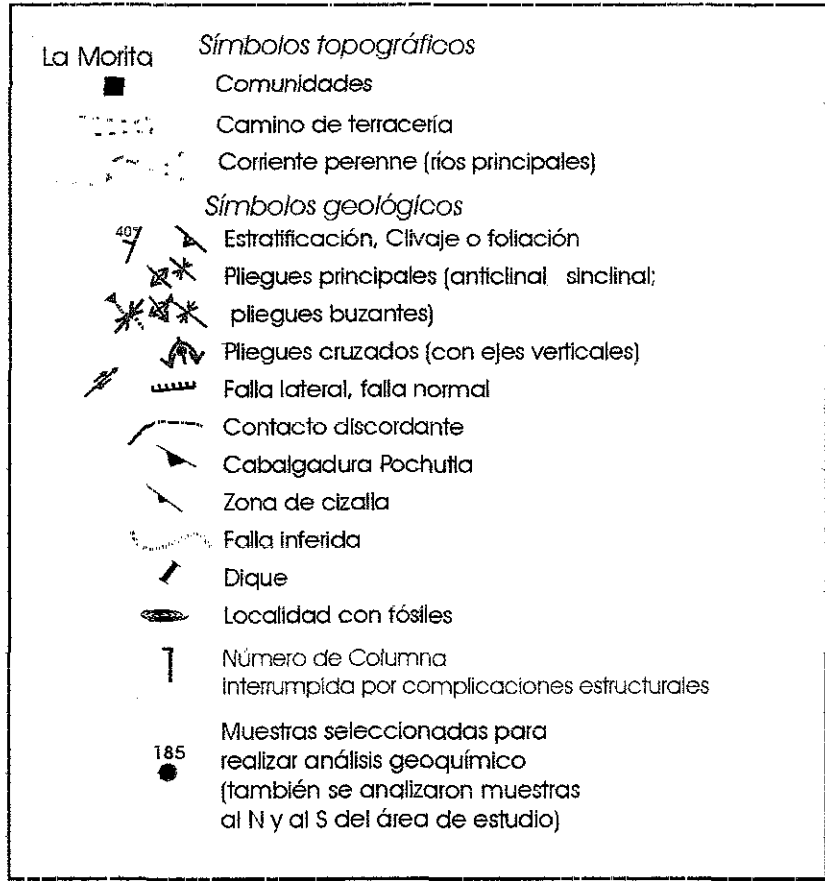 Símbolos topográficos
La Morita
Comunidades
Camino de terracería
Corriente perenne (ríos principales)
Símbolos geológicos
40° Estratificación, Clivaje o foliación
Pliegues principales (anticlinal sinclinal;
pliegues buzantes)
Pliegues cruzados (con ejes verticales)
Falla lateral, falla normal
Contacto discordante
Cabalgadura Pochutla
Zona de cizalla
Falla inferida
Dique
Localidad con fósiles
1 Número de Columna
interrumpida por complicaciones estructurales
Muestras seleccionadas para
185 realizar análisis geoquímico
(también se analizaron muestras
al N y al S del área de estudio)